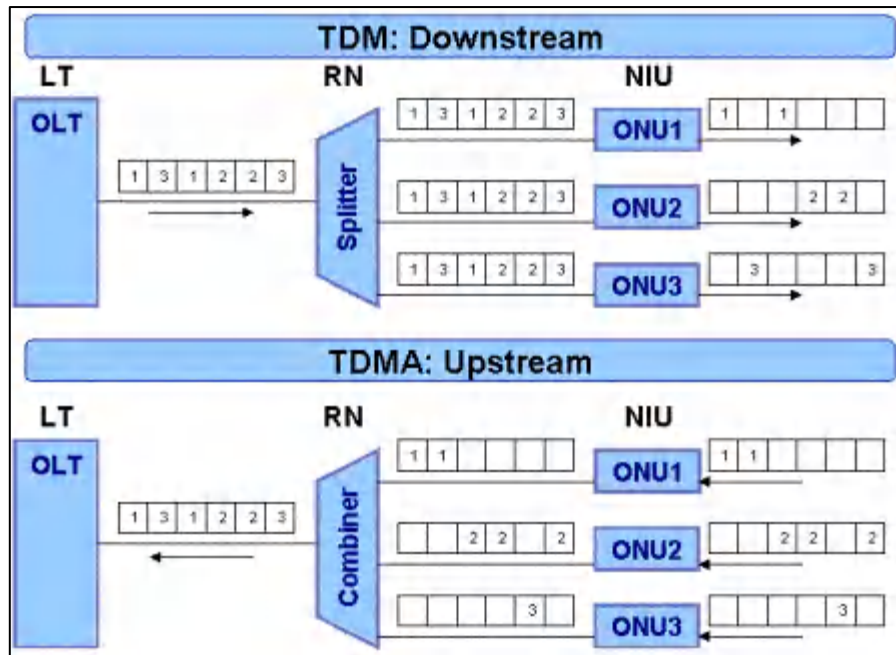 TDM: Downstream
LT RN NIU
OLT
1 3 1 2 2 3
Splitter
1 3 1 2 2 3
ONU1
1 1
1 3 1 2 2 3
ONU2
2 2
1 3 1 2 2 3
ONU3
3 3
TDMA: Upstream
LT RN NIU
OLT
1 3 1 2 2 3
Combiner
1 1
ONU1
1 1
2 2 2
ONU2
2 2 2
3
ONU3
3